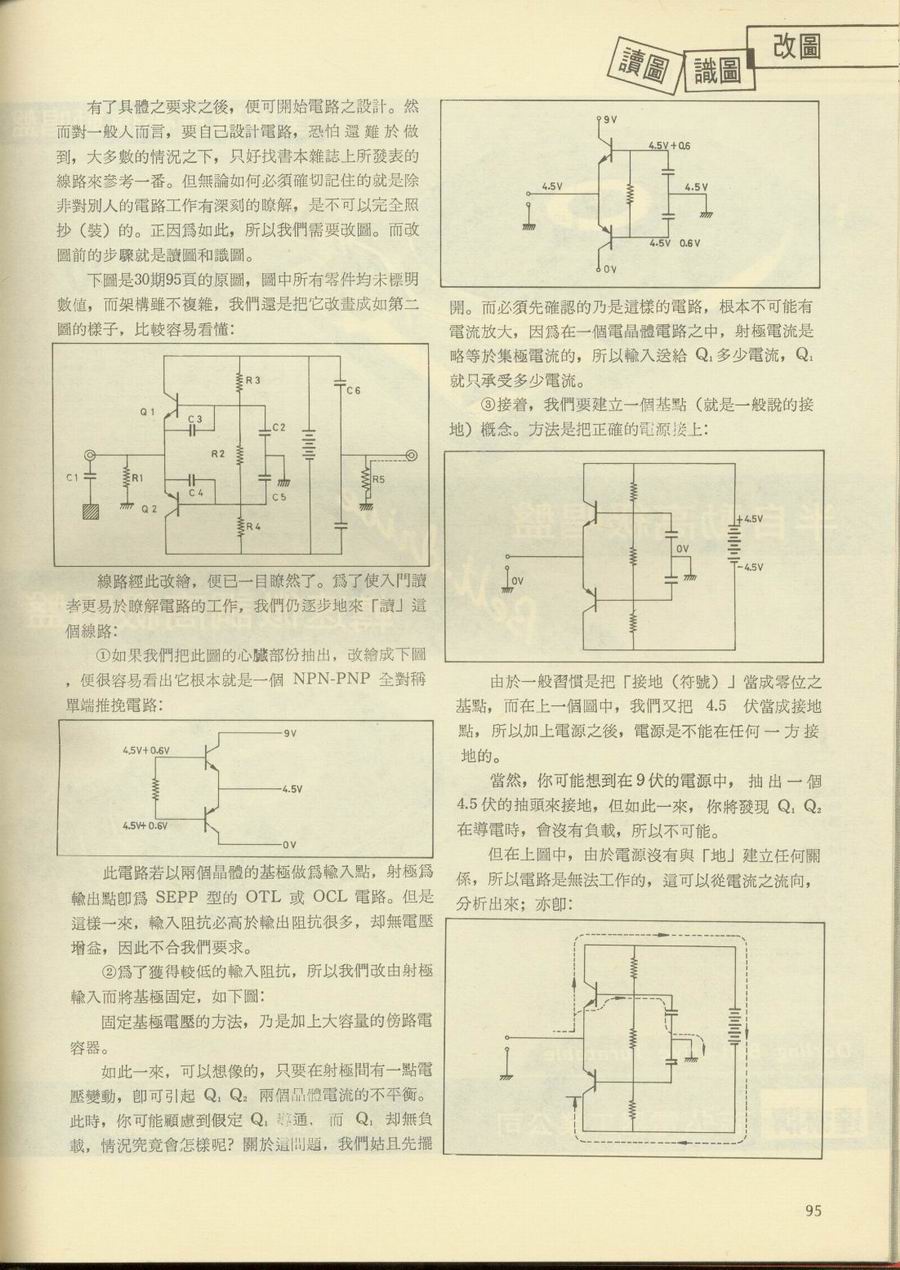 讀圖
識圖
改圖
有了具體之要求之後，便可開始電路之設計。然
而對一般人而言，要自己設計電路，恐怕還難於做
到，大多數的情況之下，只好找書本雜誌上所發表的
線路來參考一番。但無論如何必須確切記住的就是除
非對別人的電路工作有深刻的瞭解，是不可以完全照
抄（裝）的。正因爲如此，所以我們需要改圖。而改
圖前的步驟就是讀圖和識圖。
下圖是30期95頁的原圖，圖中所有零件均未標明
數值，而架構雖不複雜，我們還是把它改畫成如第二
圖的樣子，比較容易看懂：
Q1
C3
R3
C6
C2
R2
C1
R1
C4
C5
R5
Q2
R4
線路經此改繪，便已一目瞭然了。爲了使入門讀
者更易於瞭解電路的工作，我們仍逐步地來「讀」這
個線路：
①如果我們把此圖的心臟部份抽出，改繪成下圖
，便很容易看出它根本就是一個 NPN-PNP 全對稱
單端推挽電路：
9V
4.5V+0.6V
4.5V
4.5V+0.6V
0V
此電路若以兩個晶體的基極做爲輸入點，射極爲
輸出點卽爲 SEPP 型的 OTL 或 OCL 電路。但是
這樣一來，輸入阻抗必高於輸出阻抗很多，却無電壓
增益，因此不合我們要求。
②爲了獲得較低的輸入阻抗，所以我們改由射極
輸入而將基極固定，如下圖：
固定基極電壓的方法，乃是加上大容量的傍路電
容器。
如此一來，可以想像的，只要在射極間有一點電
壓變動，卽可引起 Q₁ Q₂ 兩個晶體電流的不平衡。
此時，你可能顧慮到假定 Q₁ 導通，而 Q₁ 却無負
載，情況究竟會怎樣呢？關於這問題，我們姑且先擺
9V
4.5V+0.6
4.5V
4.5V
4.5V 0.6V
0V
開。而必須先確認的乃是這樣的電路，根本不可能有
電流放大，因爲在一個電晶體電路之中，射極電流是
略等於集極電流的，所以輸入送給 Q₁ 多少電流，Q₁
就只承受多少電流。
③接着，我們要建立一個基點（就是一般說的接
地）概念。方法是把正確的電源接上：
+4.5V
0V
-4.5V
0V
由於一般習慣是把「接地（符號）」當成零位之
基點，而在上一個圖中，我們又把 4.5 伏當成接地
點，所以加上電源之後，電源是不能在任何一方接
地的。
當然，你可能想到在9伏的電源中，抽出一個
4.5伏的抽頭來接地，但如此一來，你將發現 Q₁ Q₂
在導電時，會沒有負載，所以不可能。
但在上圖中，由於電源沒有與「地」建立任何關
係，所以電路是無法工作的，這可以從電流之流向，
分析出來；亦卽：
95